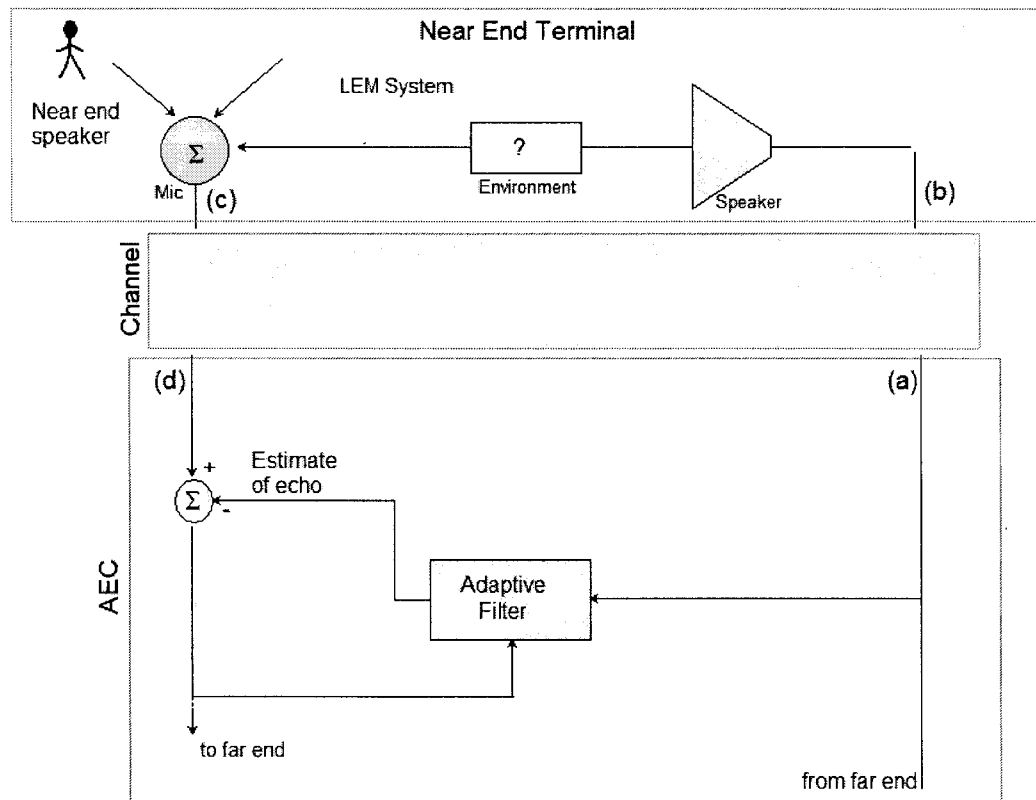 Near End Terminal
LEM System
Near end
speaker
Σ
Mic
(c)
?
Environment
Speaker
(b)
Channel
(d)
(a)
+
Σ
-
Estimate
of echo
Adaptive
Filter
AEC
to far end
from far end